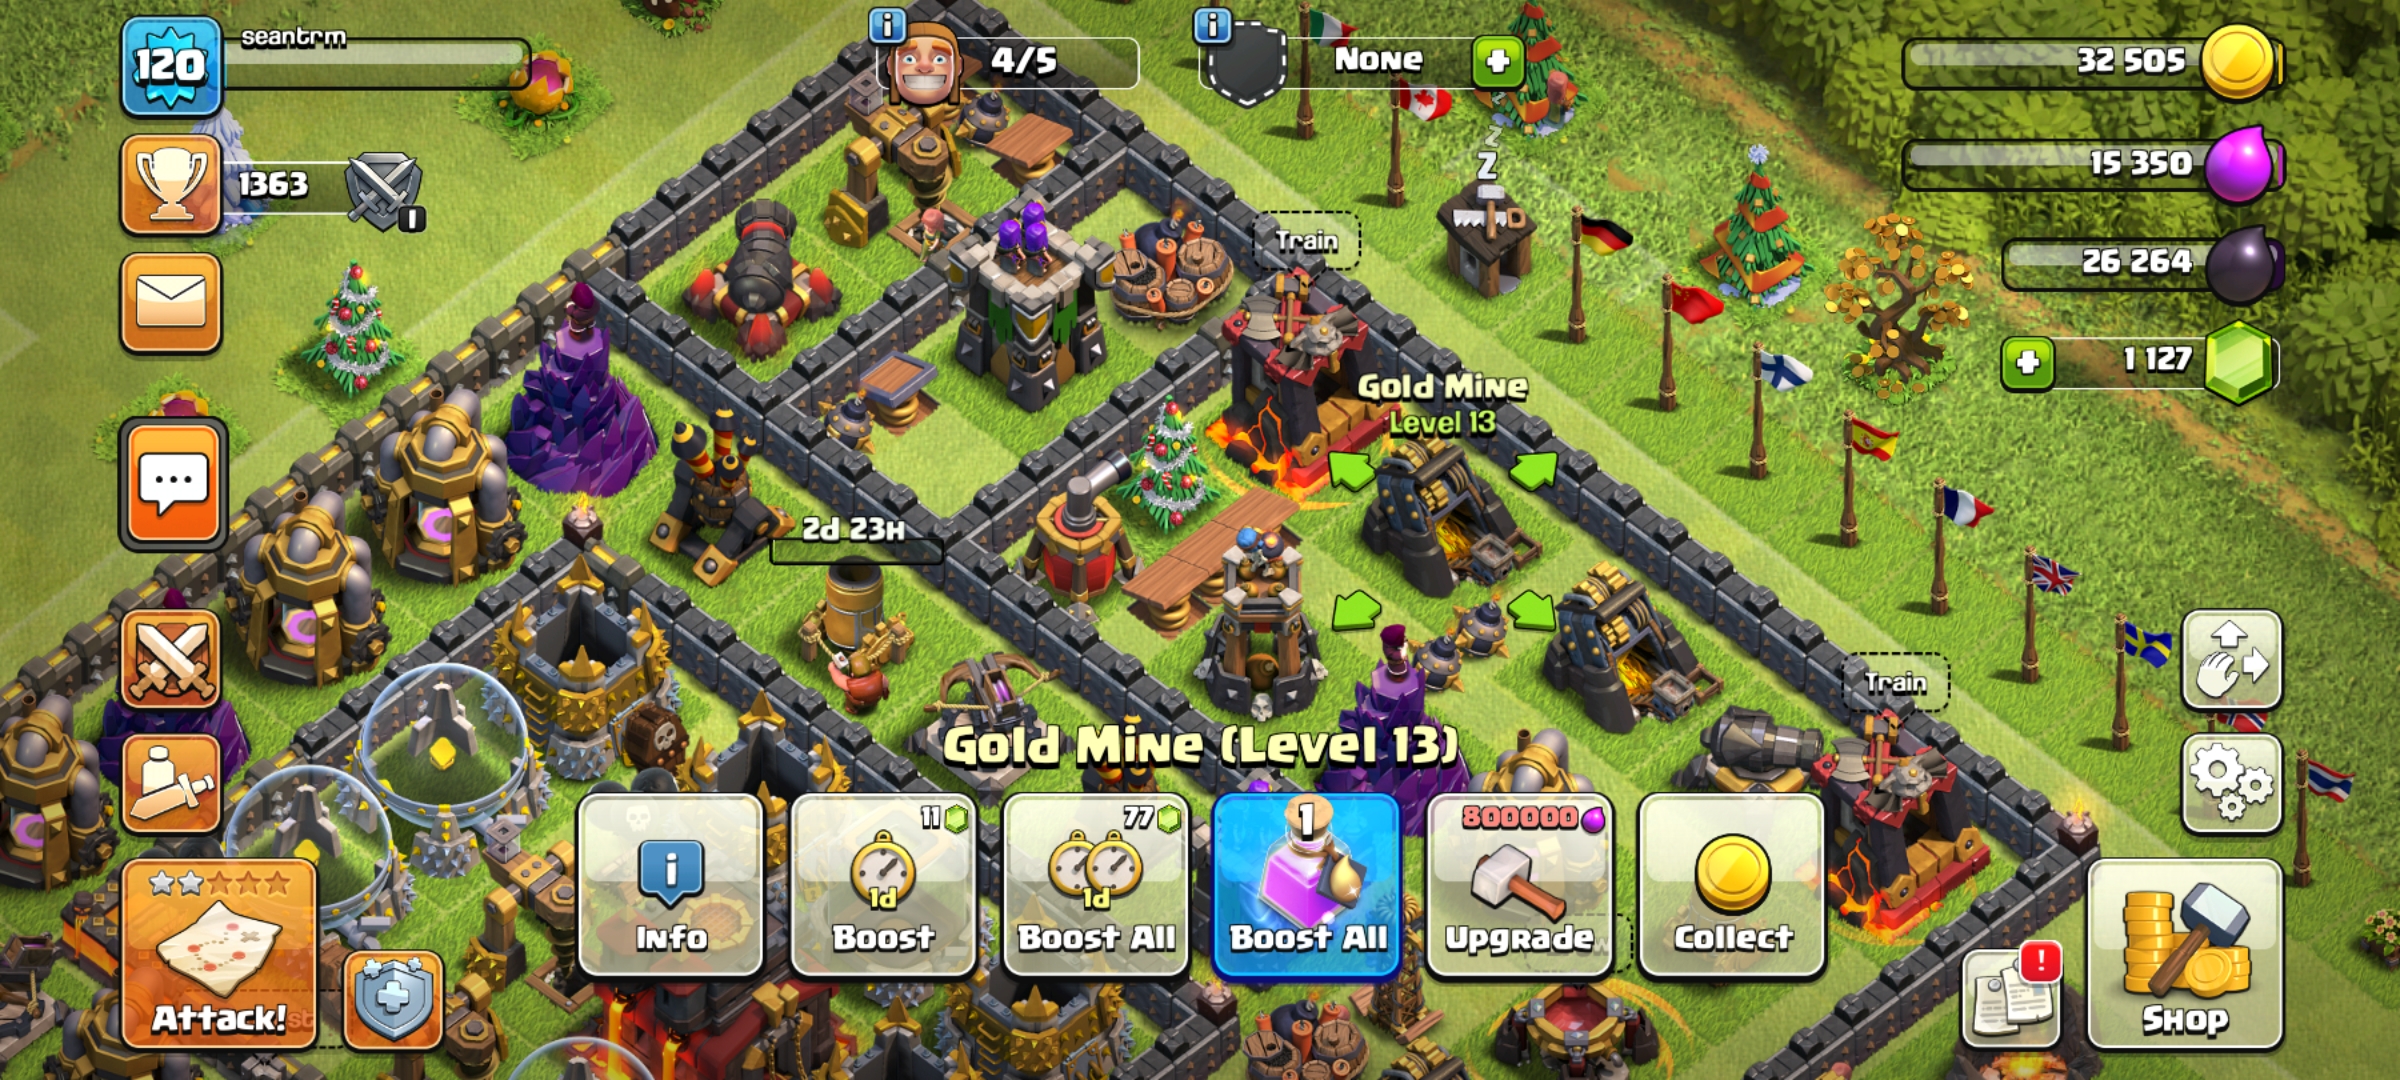 120
seantrm
4/5
None
32 505
1363
1
15 350
Z
Z
Train
26 264
1 127
Gold Mine
Level 13
2d 23H
Train
Gold Mine (Level 13)
Info
11
1d
Boost
77
1d
Boost All
1
Boost All
800000
Upgrade
Collect
Attack!
!
Shop